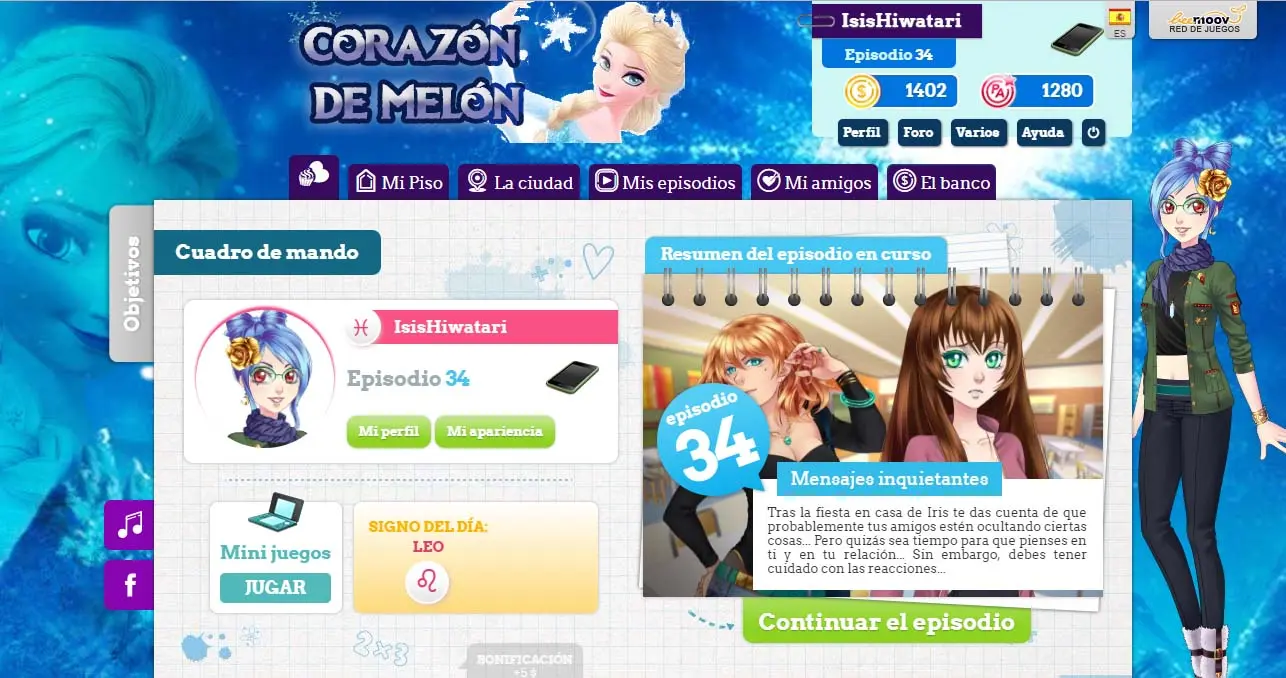 CORAZÓN
DE MELÓN
IsisHiwatari
Episodio 34
1402
1280
Perfil
Foro
Varios
Ayuda
ES
beemoov
RED DE JUEGOS
Mi Piso
La ciudad
Mis episodios
Mi amigos
El banco
Objetivos
Cuadro de mando
IsisHiwatari
Episodio 34
Mi perfil
Mi apariencia
Mini juegos
JUGAR
SIGNO DEL DÍA:
LEO
2x3
BONIFICACIÓN
+5 $
Resumen del episodio en curso
episodio
34
Mensajes inquietantes
Tras la fiesta en casa de Iris te das cuenta de que
probablemente tus amigos estén ocultando ciertas
cosas... Pero quizás sea tiempo para que pienses en
ti y en tu relación... Sin embargo, debes tener
cuidado con las reacciones...
Continuar el episodio